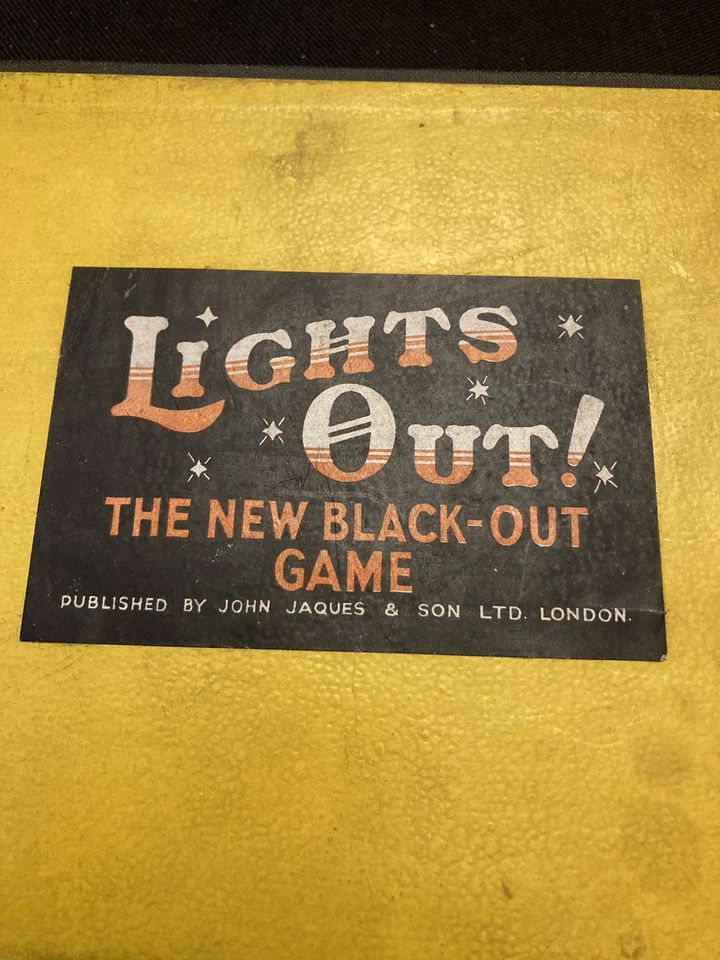 LiGHTS
OUT!
THE NEW BLACK-OUT
GAME
PUBLISHED BY JOHN JAQUES & SON LTD. LONDON.